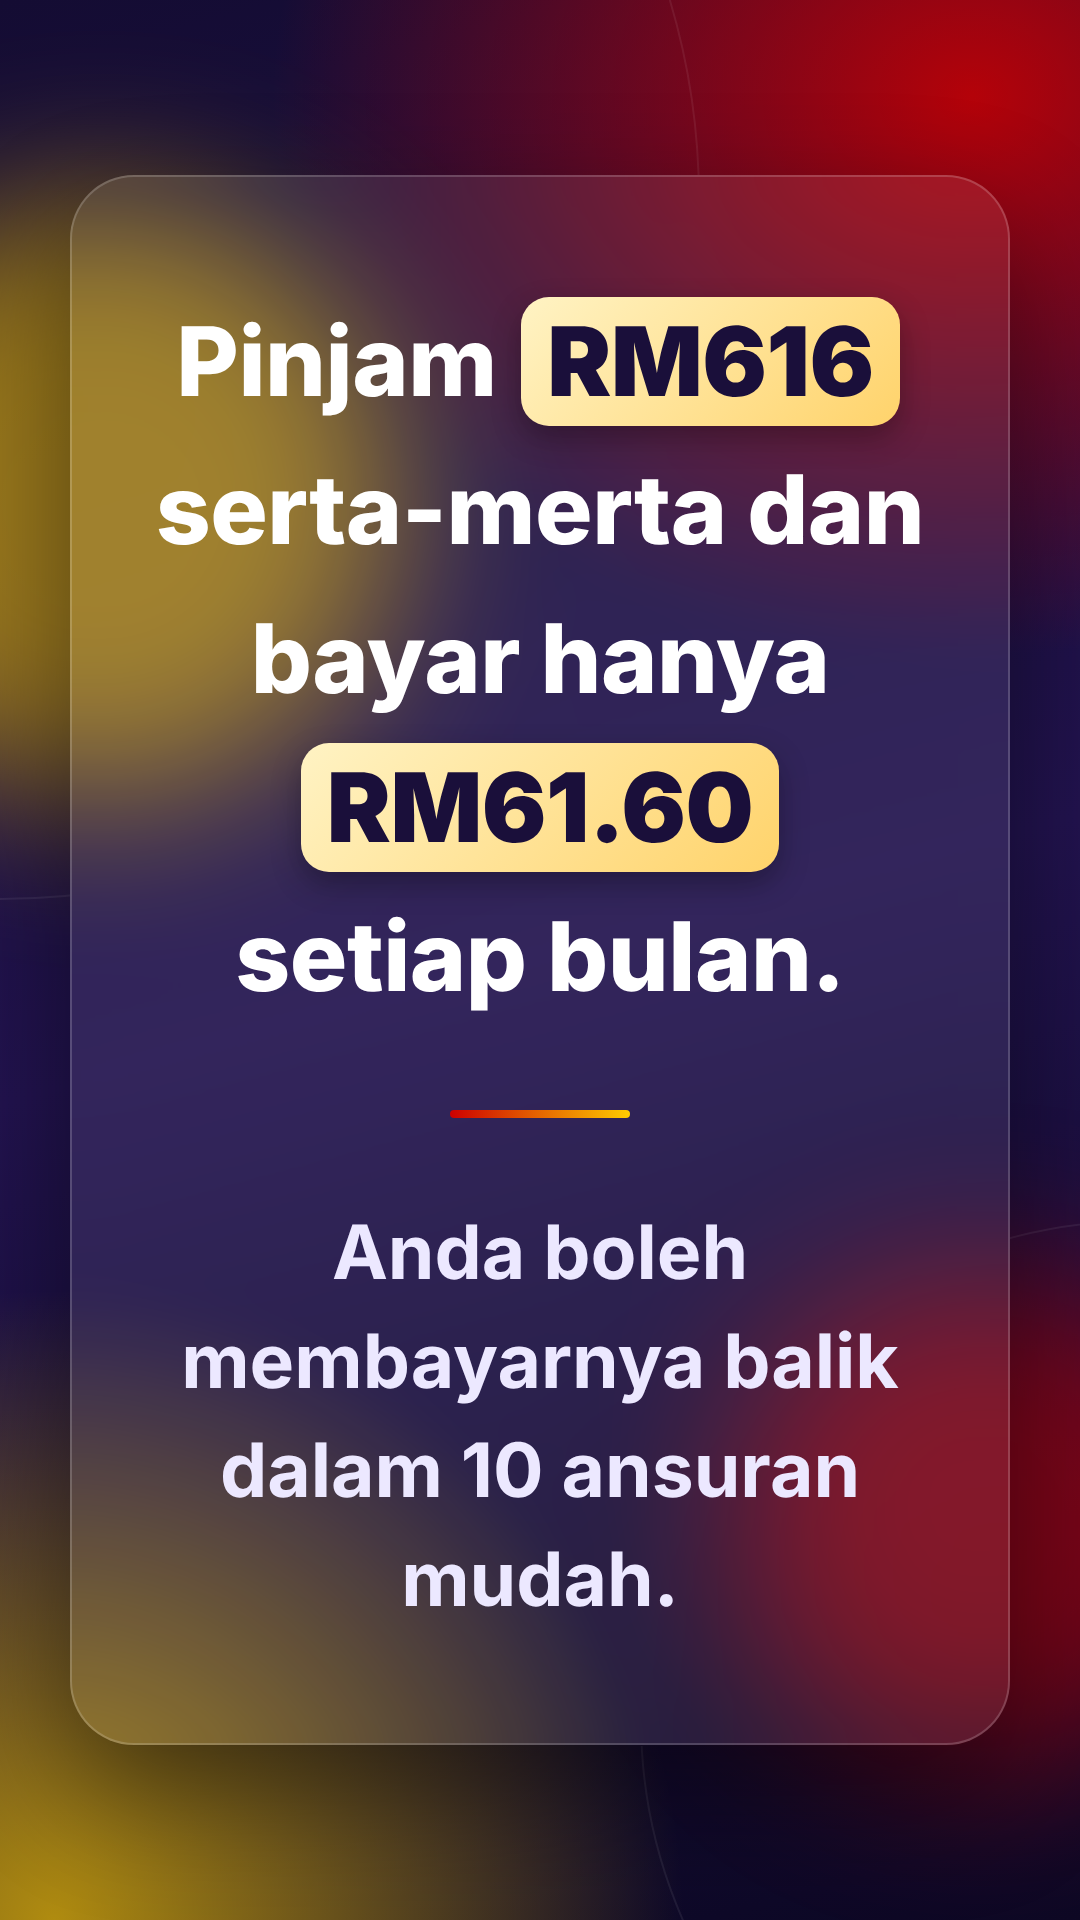 Pinjam RM616
serta-merta dan
bayar hanya
RM61.60
setiap bulan.
Anda boleh
membayarnya balik
dalam 10 ansuran
mudah.